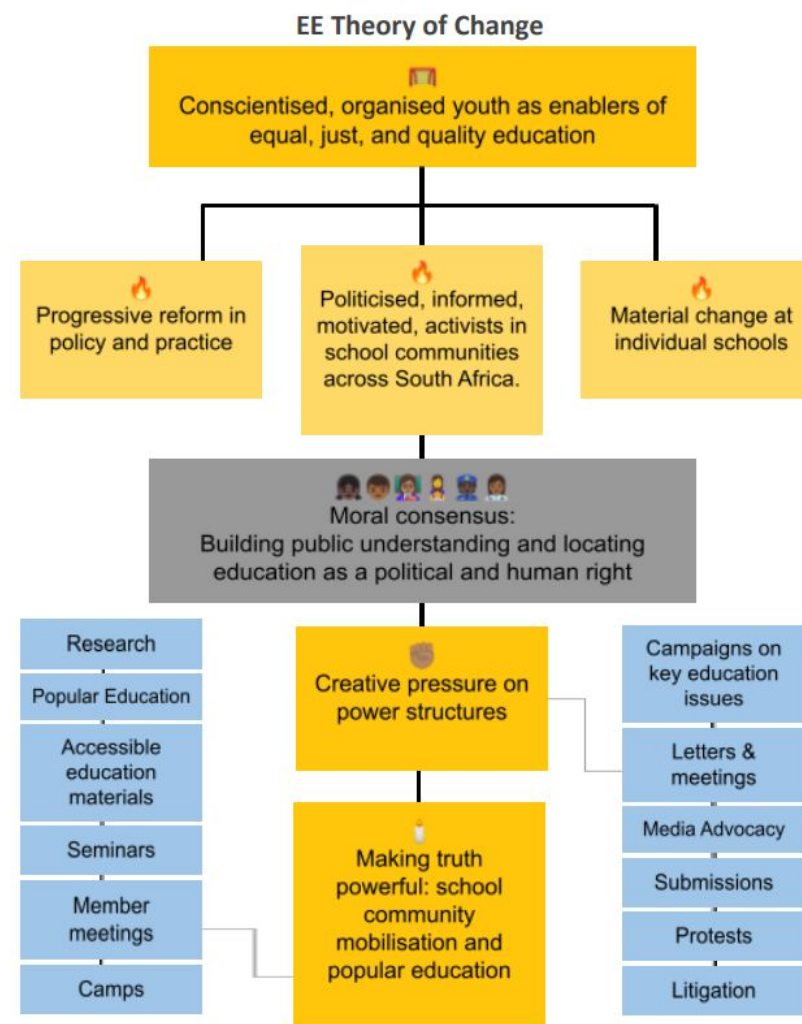 EE Theory of Change
Conscientised, organised youth as enablers of
equal, just, and quality education
Progressive reform in
policy and practice
Politicised, informed,
motivated, activists in
school communities
across South Africa.
Material change at
individual schools
Moral consensus:
Building public understanding and locating
education as a political and human right
Research
Popular Education
Accessible
education
materials
Seminars
Member
meetings
Camps
Creative pressure on
power structures
Making truth
powerful: school
community
mobilisation and
popular education
Campaigns on
key education
issues
Letters &
meetings
Media Advocacy
Submissions
Protests
Litigation